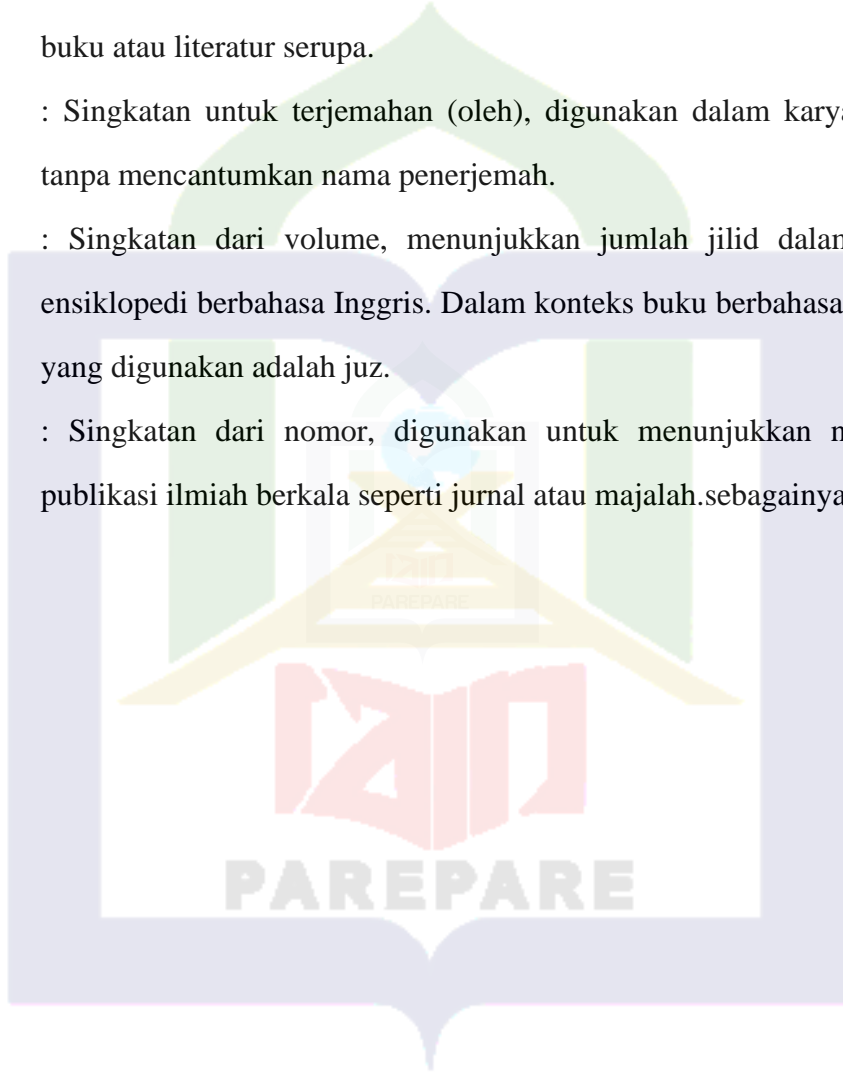 buku atau literatur serupa.
: Singkatan untuk terjemahan (oleh), digunakan dalam karya
tanpa mencantumkan nama penerjemah.
: Singkatan dari volume, menunjukkan jumlah jilid dalam
ensiklopedi berbahasa Inggris. Dalam konteks buku berbahasa
yang digunakan adalah juz.
: Singkatan dari nomor, digunakan untuk menunjukkan
publikasi ilmiah berkala seperti jurnal atau majalah.sebagainya
PAREPARE
PAREPARE